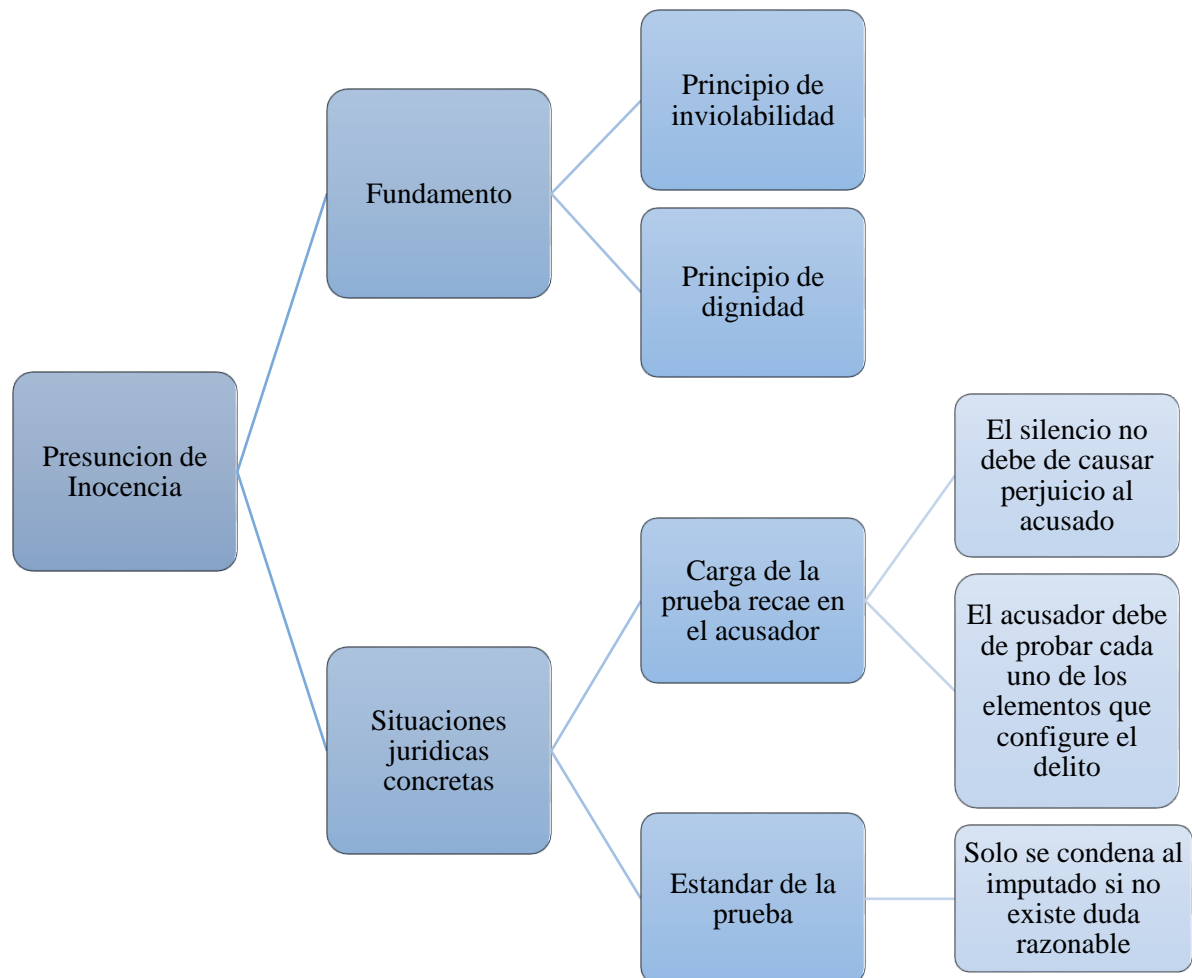 Presuncion de
Inocencia
Fundamento
Principio de
inviolabilidad
Principio de
dignidad
Situaciones
juridicas
concretas
Carga de la
prueba recae en
el acusador
El silencio no
debe de causar
perjuicio al
acusado
El acusador debe
de probar cada
uno de los
elementos que
configure el
delito
Estandar de la
prueba
Solo se condena al
imputado si no
existe duda
razonable